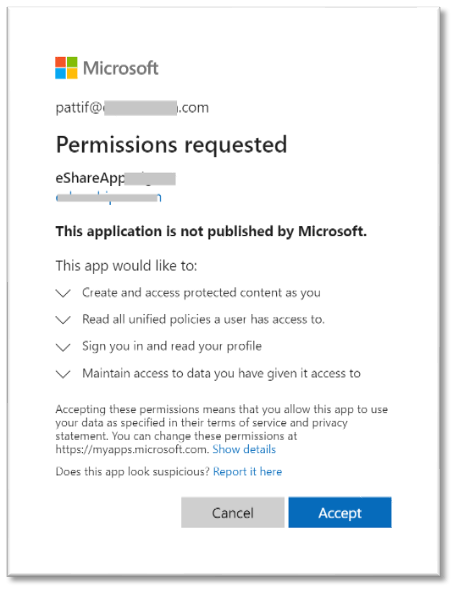 Microsoft
pattif@ .com
Permissions requested
eShareApp
This application is not published by Microsoft.
This app would like to:
Create and access protected content as you
Read all unified policies a user has access to.
Sign you in and read your profile
Maintain access to data you have given it access to
Accepting these permissions means that you allow this app to use
your data as specified in their terms of service and privacy
statement. You can change these permissions at
https://myapps.microsoft.com. Show details
Does this app look suspicious? Report it here
Cancel
Accept